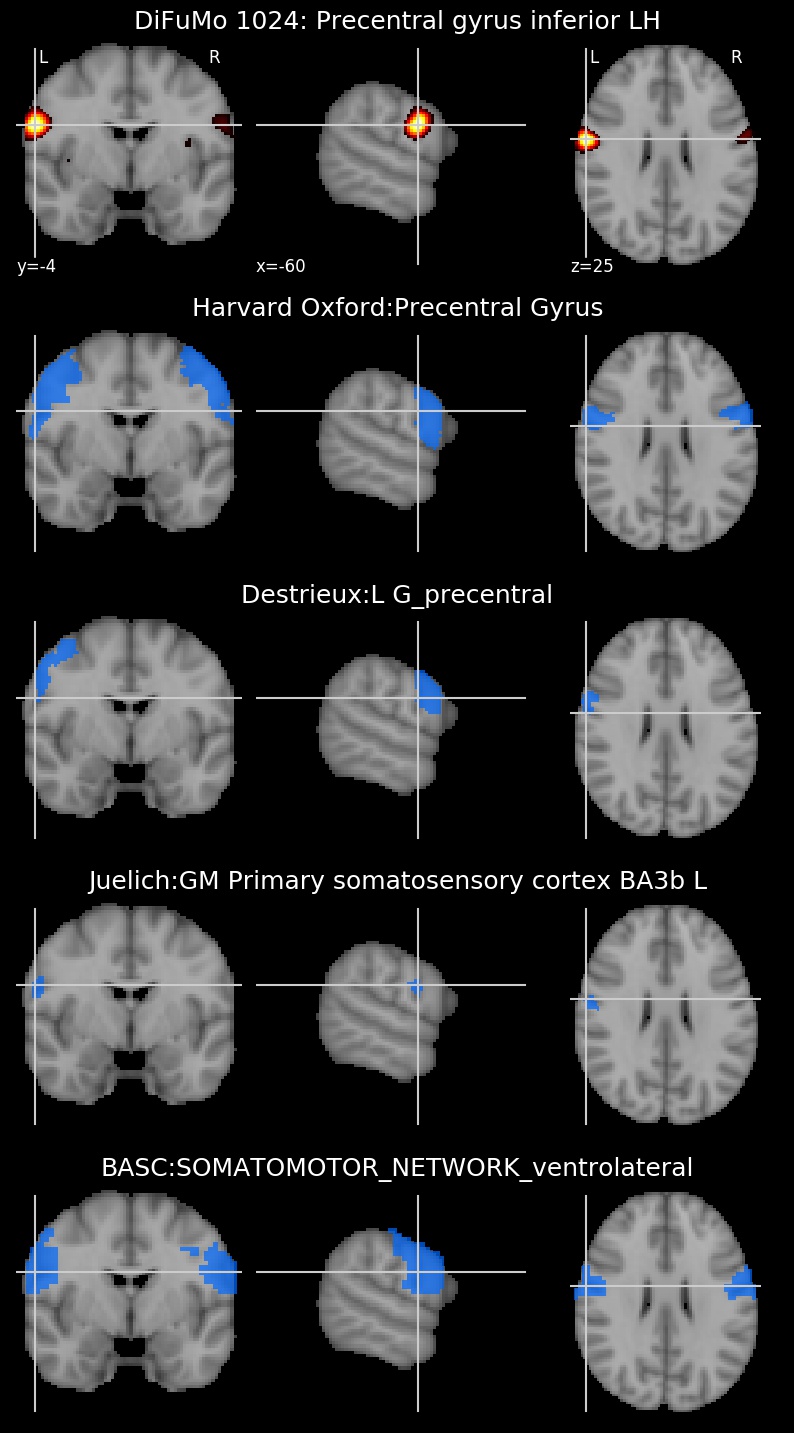 DiFuMo 1024: Precentral gyrus inferior LH
L R L R
y=-4 x=-60 z=25
Harvard Oxford:Precentral Gyrus
Destrieux:L G_precentral
Juelich:GM Primary somatosensory cortex BA3b L
BASC:SOMATOMOTOR_NETWORK_ventrolateral